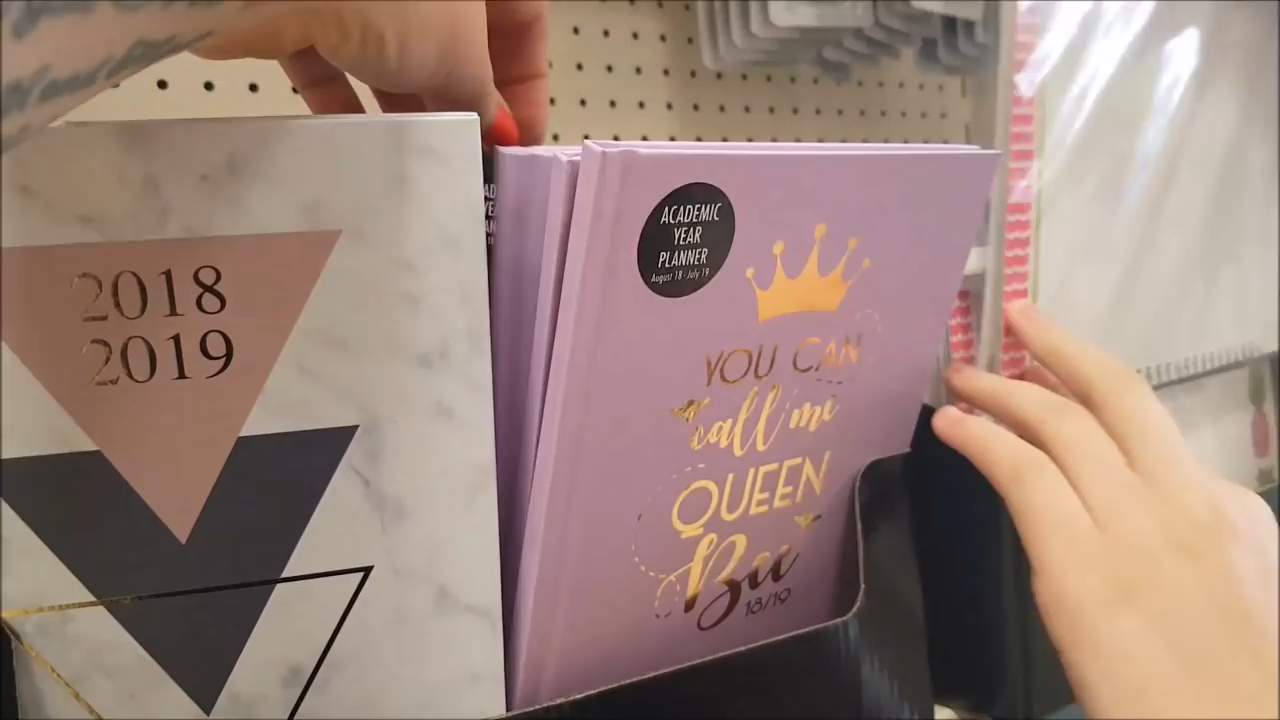 2018
2019
ACADEMIC
YEAR
PLANNER
August 18 - July 19
YOU CAN
call me
QUEEN
Bee
18/19